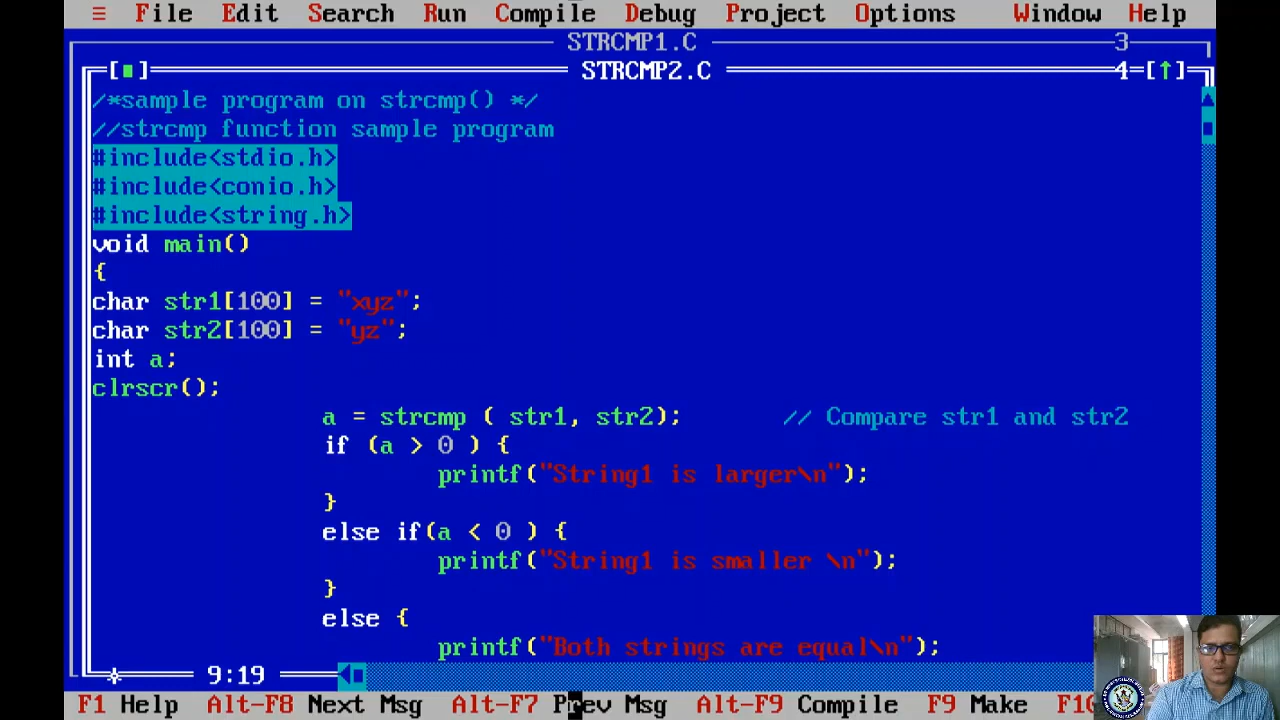 ≡ File Edit Search Run Compile Debug Project Options Window Help
STRCMP1.C 3
[■] STRCMP2.C 4=[↑]
/*sample program on strcmp() */
//strcmp function sample program
#include<stdio.h>
#include<conio.h>
#include<string.h>
void main()
{
char str1[100] = "xyz";
char str2[100] = "yz";
int a;
clrscr();
a = strcmp ( str1, str2); // Compare str1 and str2
if (a > 0 ) {
printf("String1 is larger\n");
}
else if(a < 0 ) {
printf("String1 is smaller \n");
}
else {
printf("Both strings are equal\n");
9:19
F1 Help Alt-F8 Next Msg Alt-F7 Prev Msg Alt-F9 Compile F9 Make F10